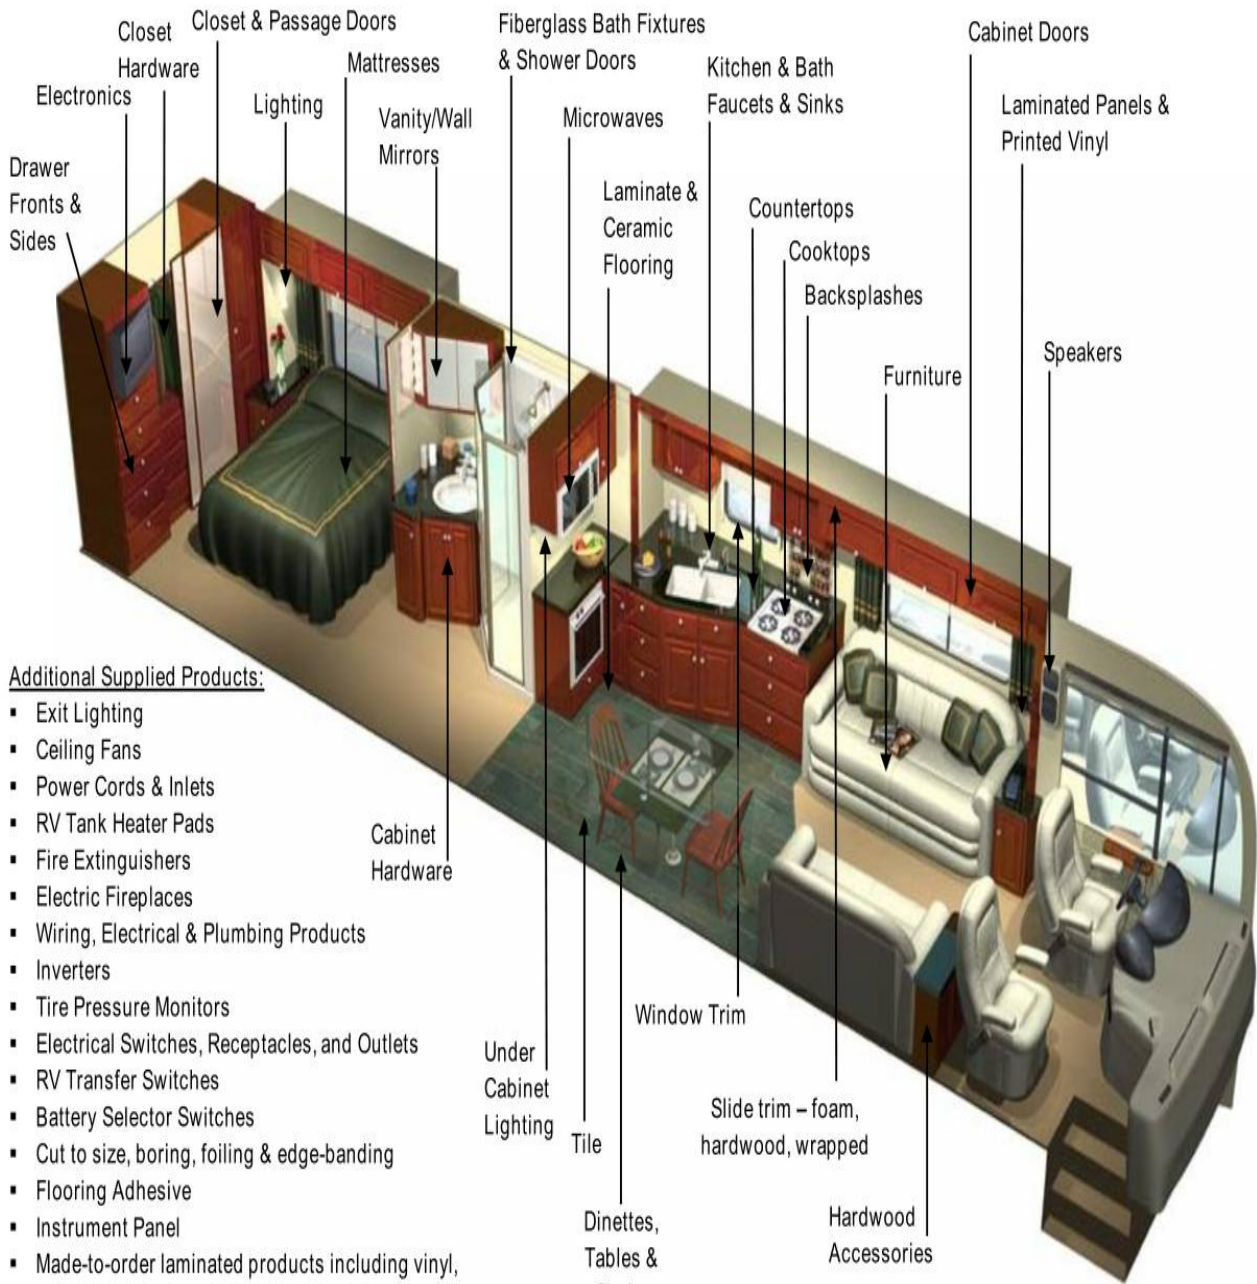 Closet
Hardware
Closet & Passage Doors
Fiberglass Bath Fixtures
& Shower Doors
Cabinet Doors
Electronics
Lighting
Mattresses
Vanity/Wall
Mirrors
Microwaves
Kitchen & Bath
Faucets & Sinks
Laminated Panels &
Printed Vinyl
Drawer
Fronts &
Sides
Laminate &
Ceramic
Flooring
Countertops
Cooktops
Backsplashes
Furniture
Speakers
Additional Supplied Products:
▪ Exit Lighting
▪ Ceiling Fans
▪ Power Cords & Inlets
▪ RV Tank Heater Pads
▪ Fire Extinguishers
▪ Electric Fireplaces
▪ Wiring, Electrical & Plumbing Products
▪ Inverters
▪ Tire Pressure Monitors
▪ Electrical Switches, Receptacles, and Outlets
▪ RV Transfer Switches
▪ Battery Selector Switches
▪ Cut to size, boring, foiling & edge-banding
▪ Flooring Adhesive
▪ Instrument Panel
▪ Made-to-order laminated products including vinyl,
Cabinet
Hardware
Under
Cabinet
Lighting
Tile
Dinettes,
Tables &
Window Trim
Slide trim – foam,
hardwood, wrapped
Hardwood
Accessories